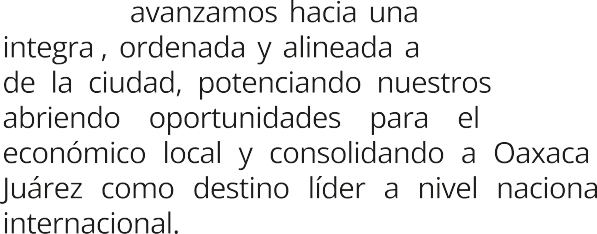 avanzamos hacia una
integra , ordenada y alineada a
de la ciudad, potenciando nuestros
abriendo oportunidades para el
económico local y consolidando a Oaxaca
Juárez como destino líder a nivel naciona
internacional.